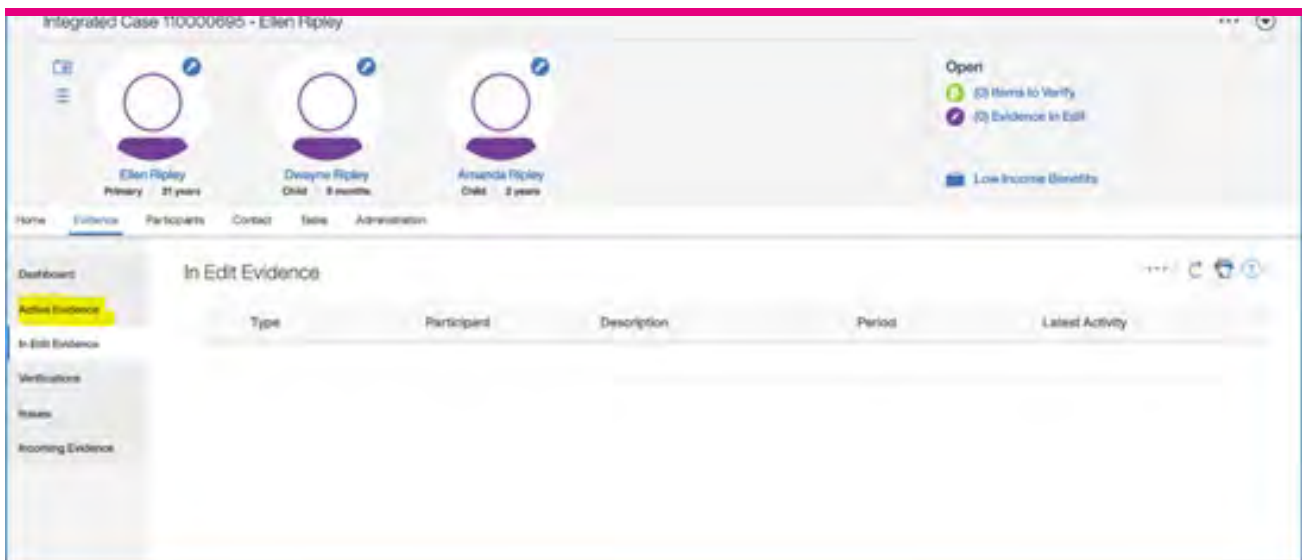 Integrated Case 110000695 - Ellen Ripley
Open
(0) Items to Verify
(0) Evidence in Edit
Low Income Benefits
Ellen Ripley
Primary 31 years
Dwayne Ripley
Child 9 months
Amanda Ripley
Child 2 years
Home Evidence Participants Contact Tasks Administration
Dashboard
Active Evidence
In Edit Evidence
Verifications
Issues
Incoming Evidence
In Edit Evidence
Type Participant Description Period Latest Activity